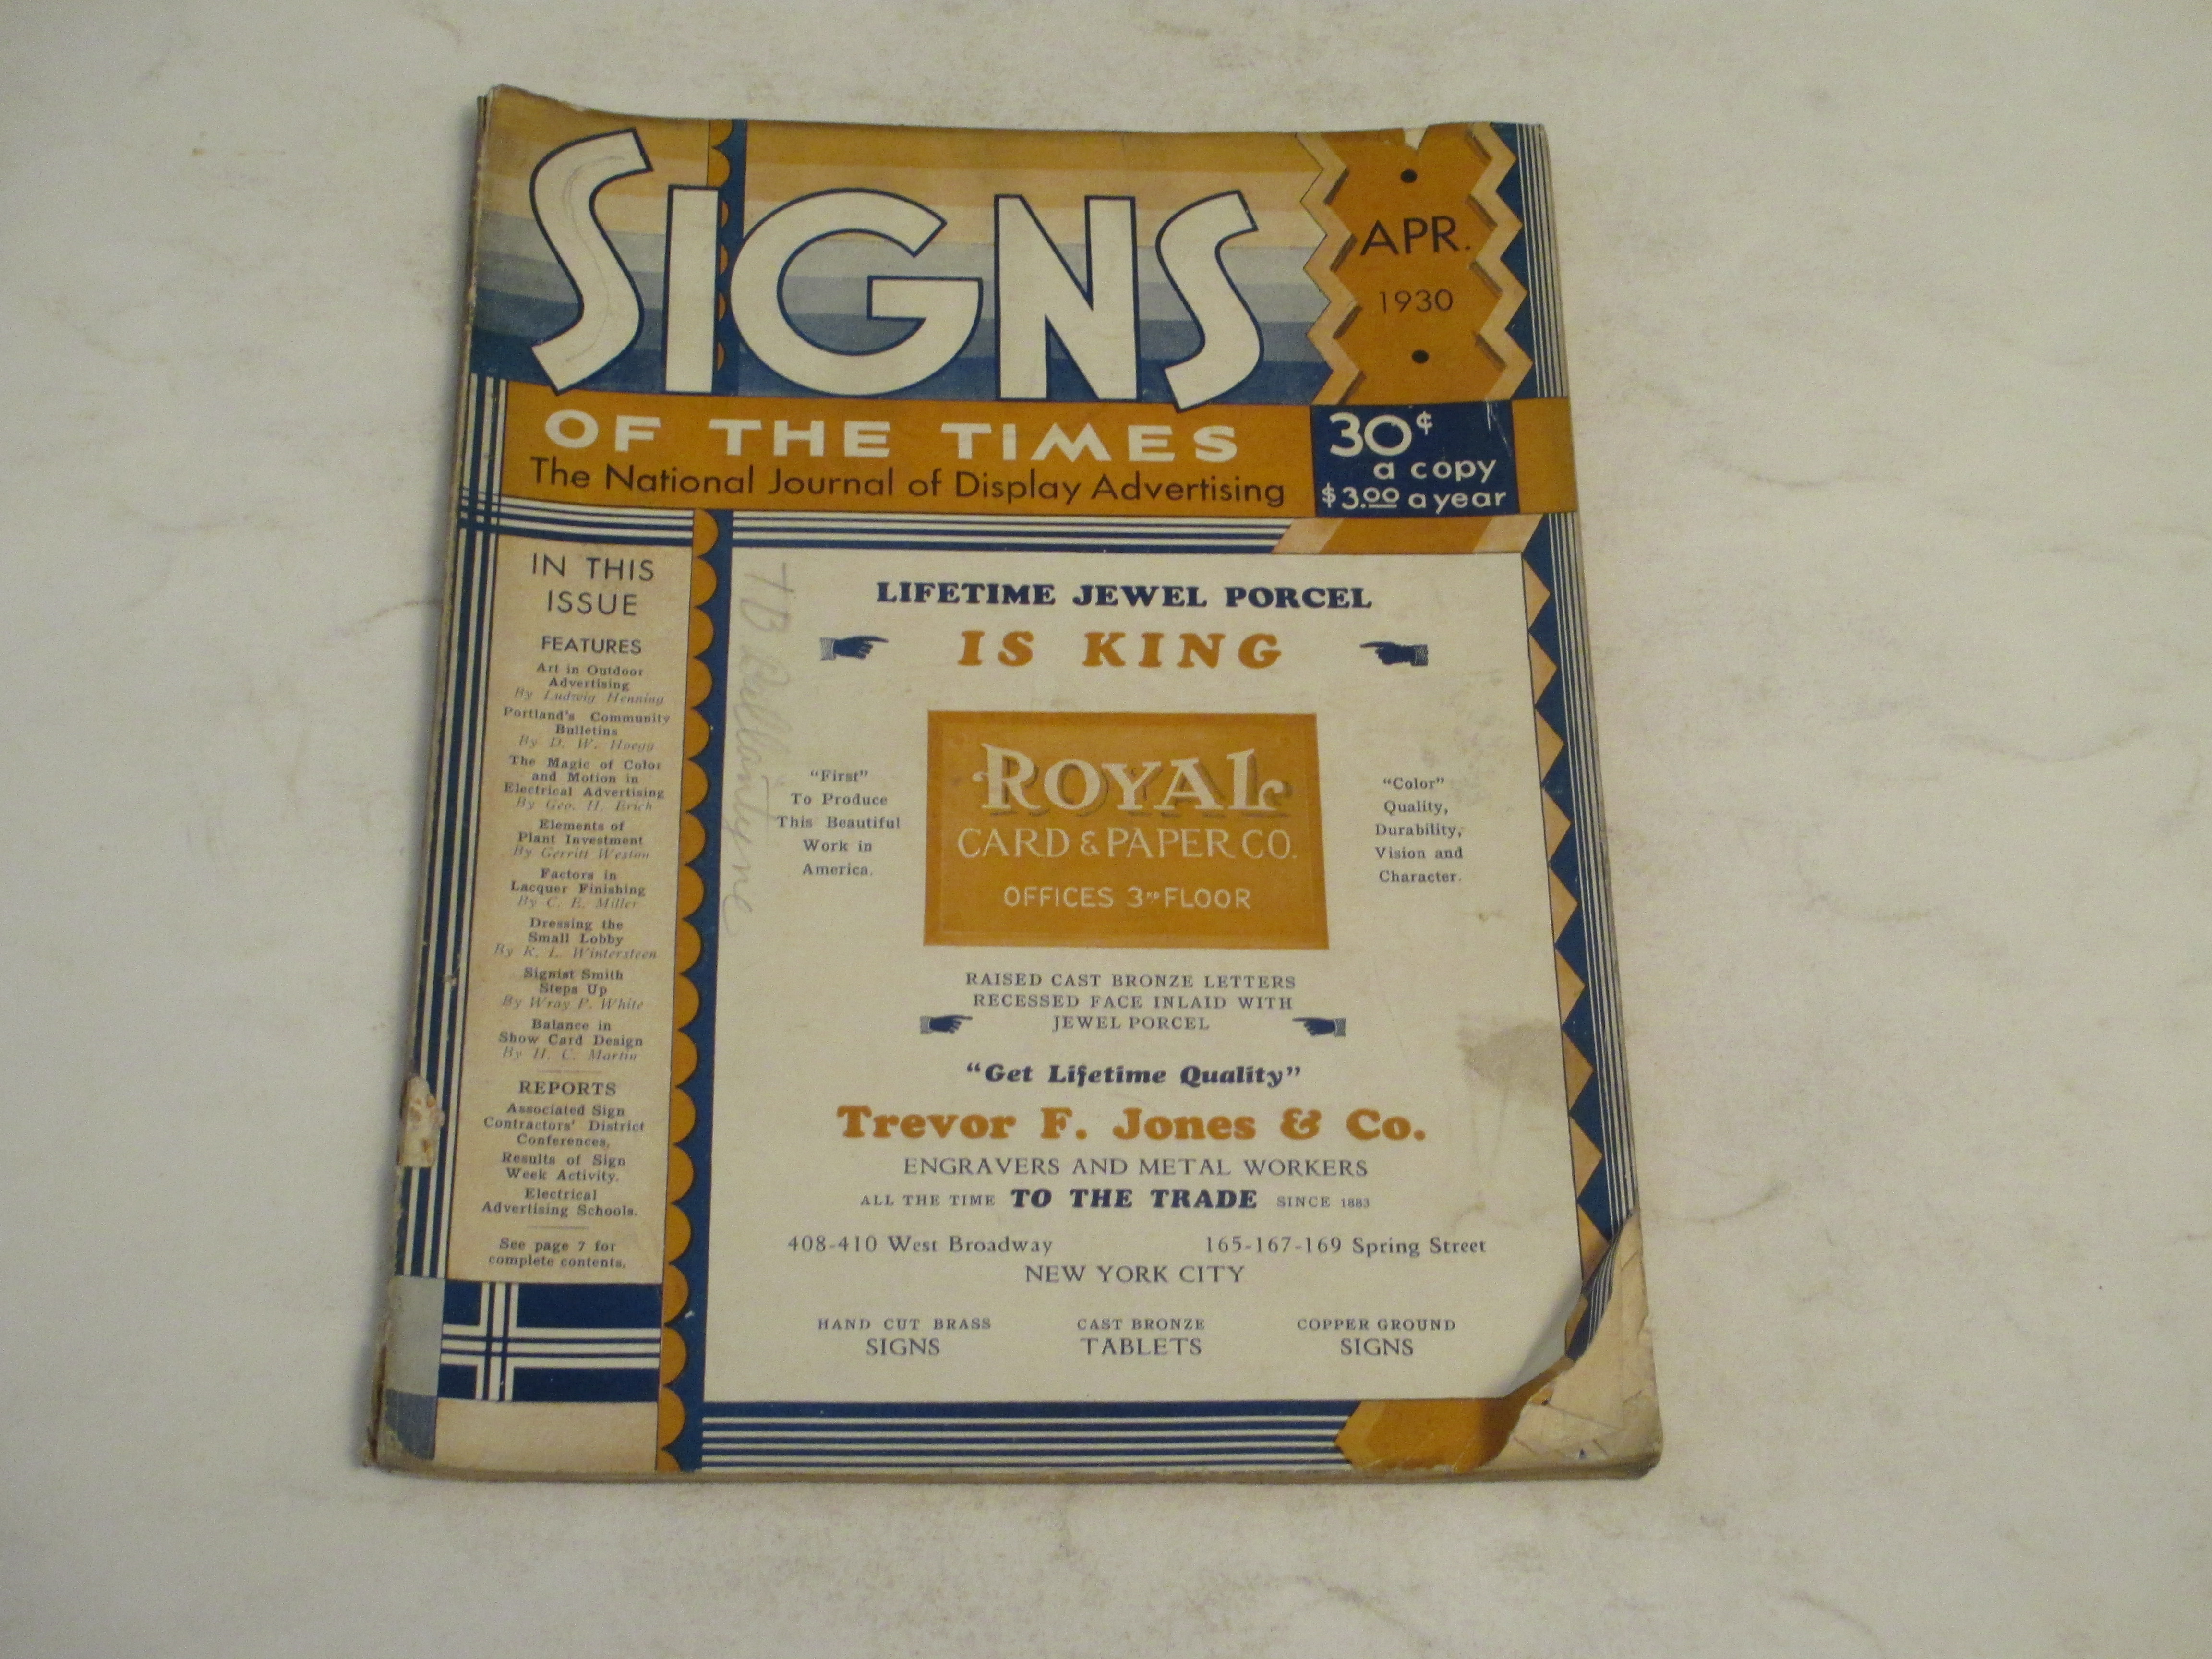 SIGNS
OF THE TIMES
The National Journal of Display Advertising
APR.
1930
30¢
a copy
$3.00 a year
IN THIS
ISSUE
FEATURES
Art in Outdoor
Advertising
By Ludwig Henning
Portland's Community
Bulletins
By D. W. Hoegg
The Magic of Color
and Motion in
Electrical Advertising
By Geo. H. Erich
Elements of
Plant Investment
By Gerritt Weston
Factors in
Lacquer Finishing
By C. E. Miller
Dressing the
Small Lobby
By K. L. Wintersteen
Signist Smith
Steps Up
By Wray P. White
Balance in
Show Card Design
By H. C. Martin
REPORTS
Associated Sign
Contractors' District
Conferences.
Results of Sign
Week Activity.
Electrical
Advertising Schools.
See page 7 for
complete contents.
LIFETIME JEWEL PORCEL
IS KING
"First"
To Produce
This Beautiful
Work in
America.
ROYAL
CARD & PAPER CO.
OFFICES 3RD FLOOR
"Color"
Quality,
Durability,
Vision and
Character.
RAISED CAST BRONZE LETTERS
RECESSED FACE INLAID WITH
JEWEL PORCEL
"Get Lifetime Quality"
Trevor F. Jones & Co.
ENGRAVERS AND METAL WORKERS
ALL THE TIME TO THE TRADE SINCE 1883
408-410 West Broadway
165-167-169 Spring Street
NEW YORK CITY
HAND CUT BRASS
SIGNS
CAST BRONZE
TABLETS
COPPER GROUND
SIGNS